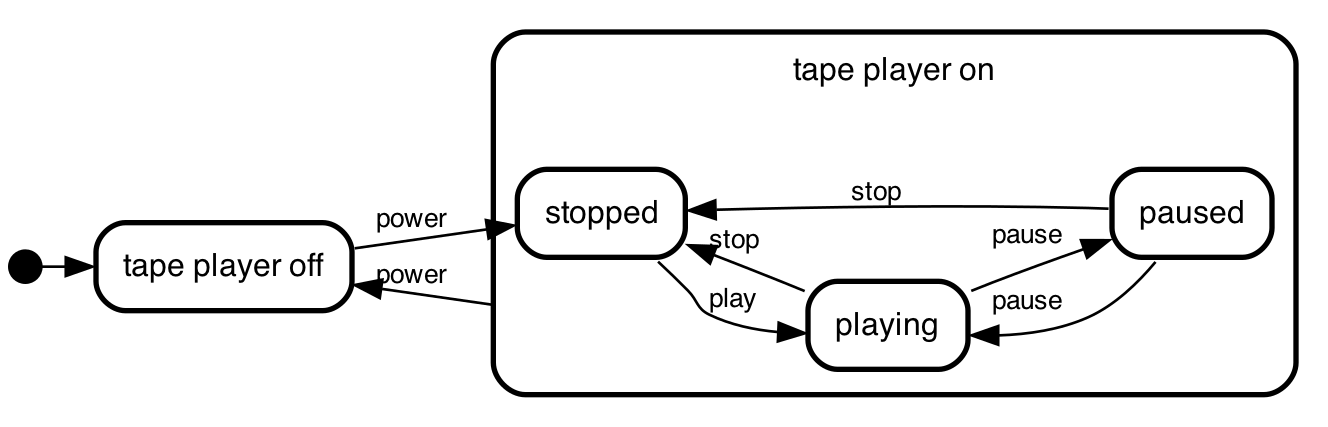 tape player on
stop
stopped
paused
power
stop
pause
tape player off
power
play
pause
playing